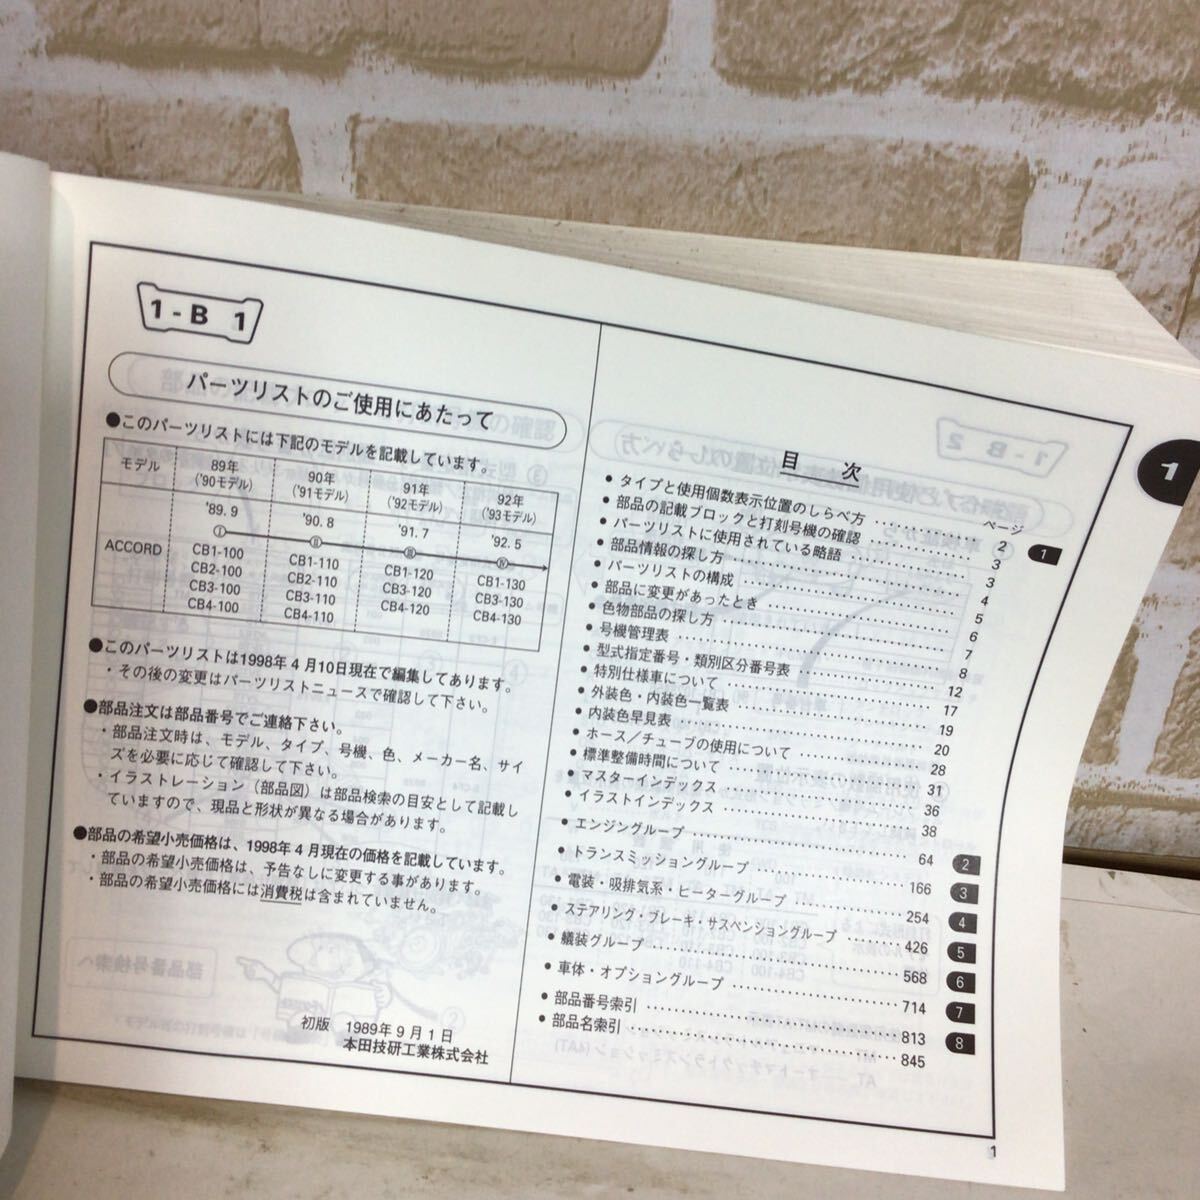 1-B 1
パーツリストのご使用にあたって
●このパーツリストには下記のモデルを記載しています。
モデル 89年 ('90モデル) 90年 ('91モデル) 91年 ('92モデル) 92年 ('93モデル)
'89.9 '90.8 '91.7 '92.5
Ⅰ Ⅱ Ⅲ Ⅳ
ACCORD CB1-100 CB1-110 CB1-120 CB1-130
CB2-100 CB2-110 CB3-120 CB3-130
CB3-100 CB3-110 CB4-120 CB4-130
CB4-100 CB4-110
●このパーツリストは1998年4月10日現在で編集してあります。
・その後の変更はパーツリストニュースで確認して下さい。
●部品注文は部品番号でご連絡下さい。
・部品注文時は、モデル、タイプ、号機、色、メーカー名、サイ
ズを必要に応じて確認して下さい。
・イラストレーション（部品図）は部品検索の目安として記載し
ていますので、現品と形状が異なる場合があります。
●部品の希望小売価格は、1998年4月現在の価格を記載しています。
・部品の希望小売価格は、予告なしに変更する事があります。
・部品の希望小売価格には消費税は含まれていません。
初版 1989年9月1日
本田技研工業株式会社
目 次
ページ
・タイプと使用個数表示位置のしらべ方 2 1
・部品の記載ブロックと打刻号機の確認 3
・パーツリストに使用されている略語 3
・部品情報の探し方 4
・パーツリストの構成 5
・部品に変更があったとき 6
・色物部品の探し方 7
・号機管理表 8
・型式指定番号・類別区分番号表 12
・特別仕様車について 17
・外装色・内装色一覧表 19
・内装色早見表 20
・ホース／チューブの使用について 28
・標準整備時間について 31
・マスターインデックス 36
・イラストインデックス 38
・エンジングループ 64 2
・トランスミッショングループ 166 3
・電装・吸排気系・ヒーターグループ 254 4
・ステアリング・ブレーキ・サスペンショングループ 426 5
・艤装グループ 568 6
・車体・オプショングループ 714 7
・部品番号索引 813 8
・部品名索引 845
1
1